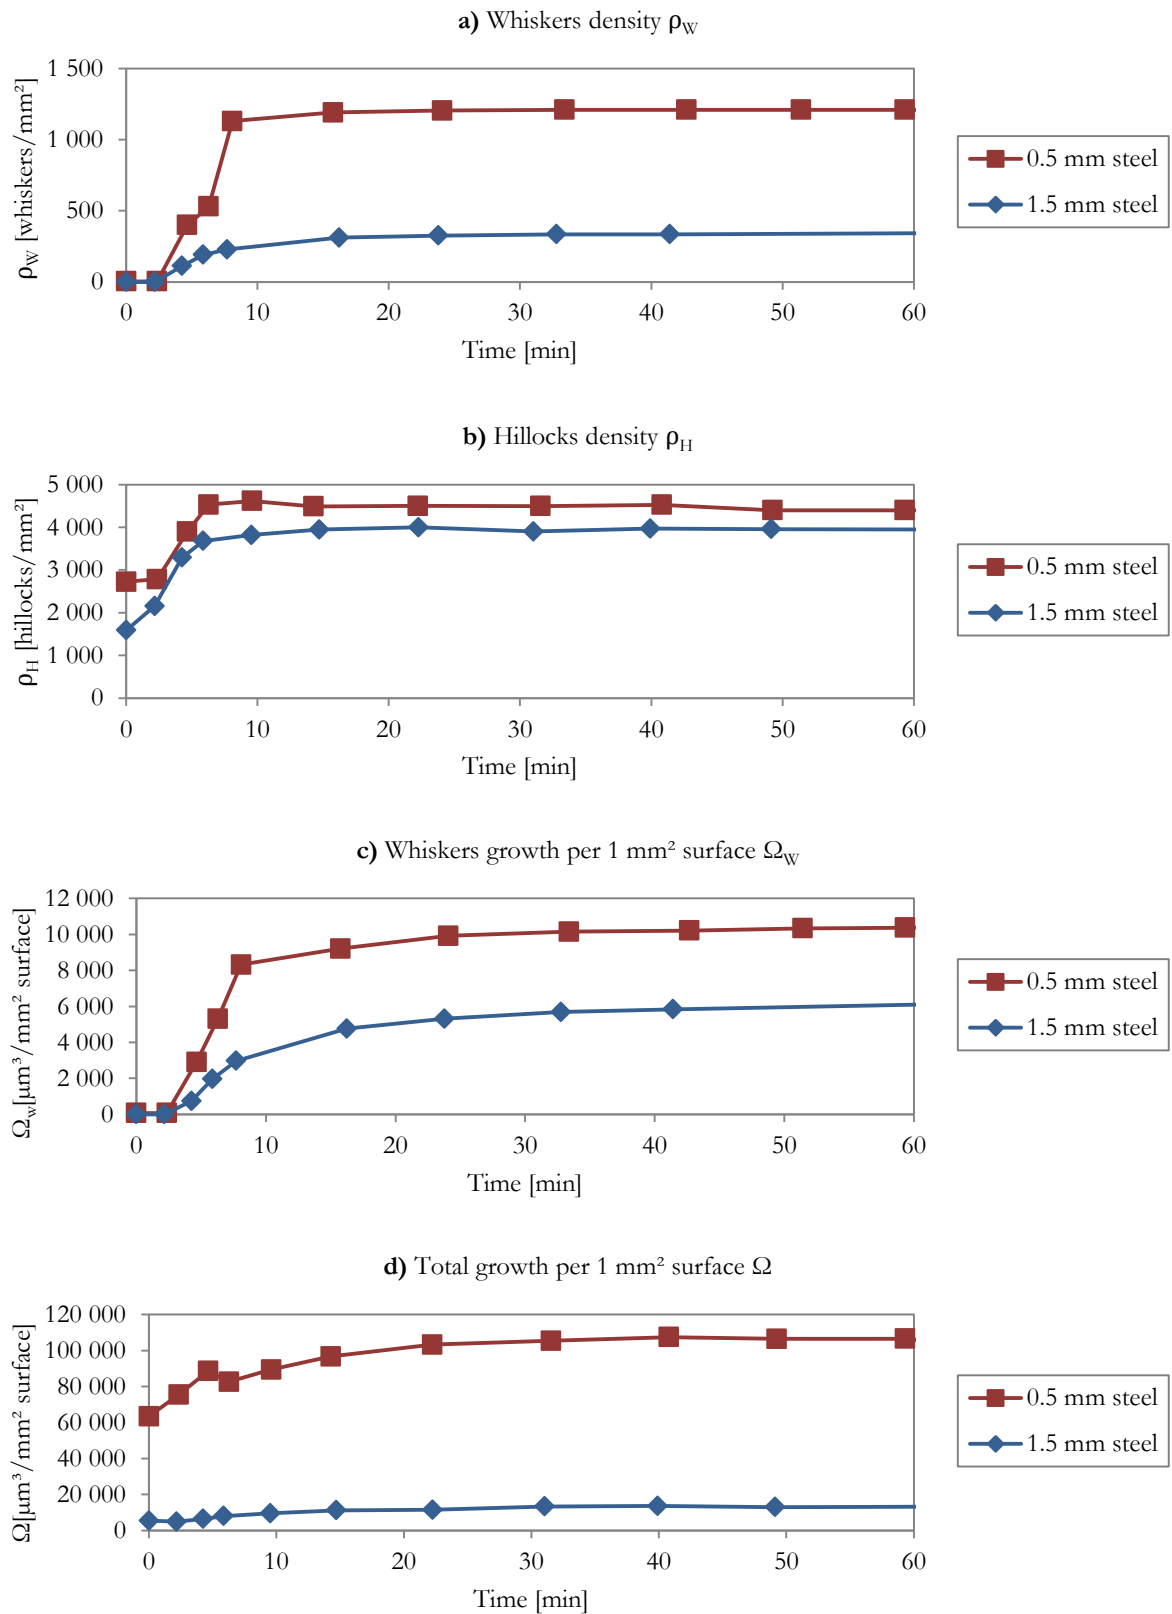 a) Whiskers density ρW
ρW [whiskers/mm²]
1 500
1 000
500
0
0 10 20 30 40 50 60
Time [min]
0.5 mm steel
1.5 mm steel
b) Hillocks density ρH
ρH [hillocks/mm²]
5 000
4 000
3 000
2 000
1 000
0
0 10 20 30 40 50 60
Time [min]
0.5 mm steel
1.5 mm steel
c) Whiskers growth per 1 mm² surface ΩW
Ωw[µm³/mm² surface]
12 000
10 000
8 000
6 000
4 000
2 000
0
0 10 20 30 40 50 60
Time [min]
0.5 mm steel
1.5 mm steel
d) Total growth per 1 mm² surface Ω
Ω[µm³/mm² surface]
120 000
100 000
80 000
60 000
40 000
20 000
0
0 10 20 30 40 50 60
Time [min]
0.5 mm steel
1.5 mm steel